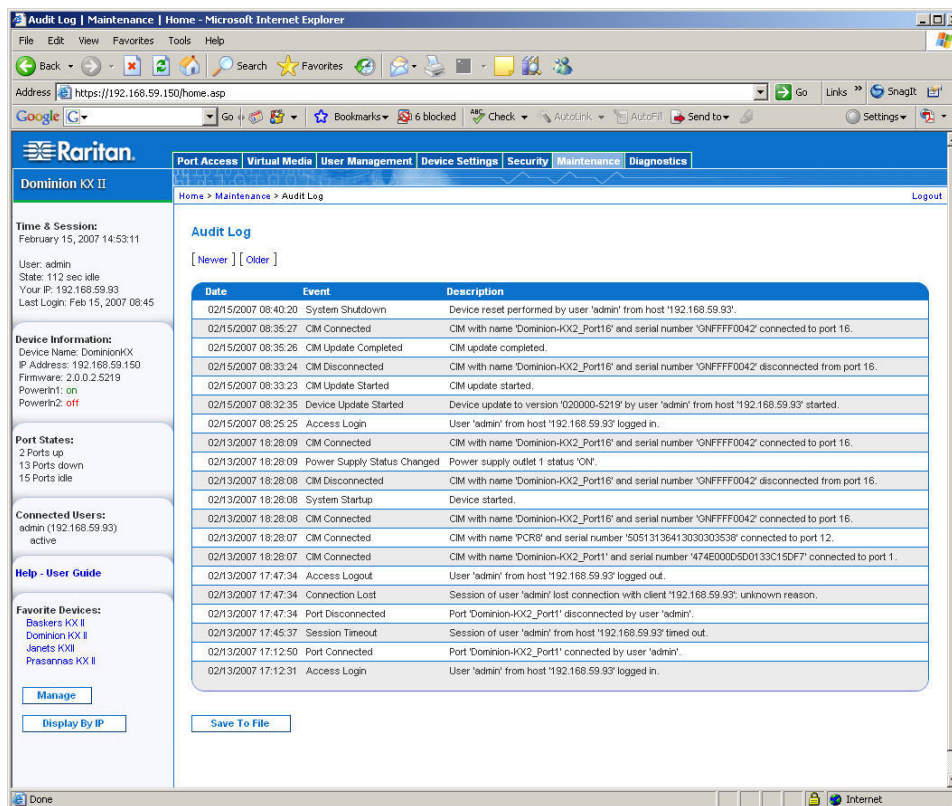 Audit Log | Maintenance | Home - Microsoft Internet Explorer
File Edit View Favorites Tools Help
Back Search Favorites
Address https://192.168.59.150/home.asp Go Links » SnagIt
Google G Go Bookmarks 6 blocked ABC Check AutoLink AutoFill Send to Settings
Raritan.
Port Access Virtual Media User Management Device Settings Security Maintenance Diagnostics
Dominion KX II
Home > Maintenance > Audit Log Logout
Time & Session:
February 15, 2007 14:53:11
User: admin
State: 112 sec idle
Your IP: 192.168.59.93
Last Login: Feb 15, 2007 08:45
Device Information:
Device Name: DominionKX
IP Address: 192.168.59.150
Firmware: 2.0.0.2.5219
PowerIn1: on
PowerIn2: off
Port States:
2 Ports up
13 Ports down
15 Ports idle
Connected Users:
admin (192.168.59.93)
active
Help - User Guide
Favorite Devices:
Baskers KX II
Dominion KX II
Janets KXII
Prasannas KX II
Manage
Display By IP
Audit Log
[ Newer ] [ Older ]
Date Event Description
02/15/2007 08:40:20 System Shutdown Device reset performed by user 'admin' from host '192.168.59.93'.
02/15/2007 08:35:27 CIM Connected CIM with name 'Dominion-KX2_Port16' and serial number 'GNFFFF0042' connected to port 16.
02/15/2007 08:35:26 CIM Update Completed CIM update completed.
02/15/2007 08:33:24 CIM Disconnected CIM with name 'Dominion-KX2_Port16' and serial number 'GNFFFF0042' disconnected from port 16.
02/15/2007 08:33:23 CIM Update Started CIM update started.
02/15/2007 08:32:35 Device Update Started Device update to version '020000-5219' by user 'admin' from host '192.168.59.93' started.
02/15/2007 08:25:25 Access Login User 'admin' from host '192.168.59.93' logged in.
02/13/2007 18:28:09 CIM Connected CIM with name 'Dominion-KX2_Port16' and serial number 'GNFFFF0042' connected to port 16.
02/13/2007 18:28:09 Power Supply Status Changed Power supply outlet 1 status 'ON'.
02/13/2007 18:28:08 CIM Disconnected CIM with name 'Dominion-KX2_Port16' and serial number 'GNFFFF0042' disconnected from port 16.
02/13/2007 18:28:08 System Startup Device started.
02/13/2007 18:28:08 CIM Connected CIM with name 'Dominion-KX2_Port16' and serial number 'GNFFFF0042' connected to port 16.
02/13/2007 18:28:07 CIM Connected CIM with name 'PCR8' and serial number '50513136413030303538' connected to port 12.
02/13/2007 18:28:07 CIM Connected CIM with name 'Dominion-KX2_Port1' and serial number '474E000D5D0133C15DF7' connected to port 1.
02/13/2007 17:47:34 Access Logout User 'admin' from host '192.168.59.93' logged out.
02/13/2007 17:47:34 Connection Lost Session of user 'admin' lost connection with client '192.168.59.93': unknown reason.
02/13/2007 17:47:34 Port Disconnected Port 'Dominion-KX2_Port1' disconnected by user 'admin'.
02/13/2007 17:45:37 Session Timeout Session of user 'admin' from host '192.168.59.93' timed out.
02/13/2007 17:12:50 Port Connected Port 'Dominion-KX2_Port1' connected by user 'admin'.
02/13/2007 17:12:31 Access Login User 'admin' from host '192.168.59.93' logged in.
Save To File
Done Internet